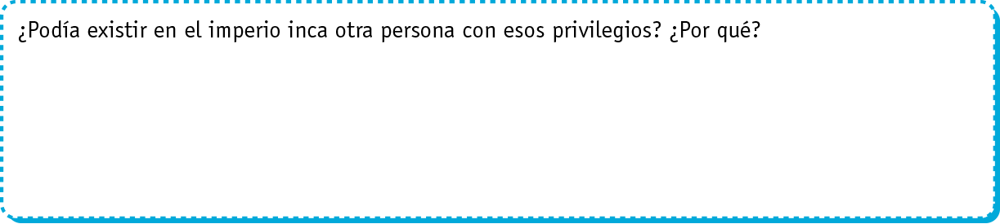 ¿Podía existir en el imperio inca otra persona con esos privilegios? ¿Por qué?